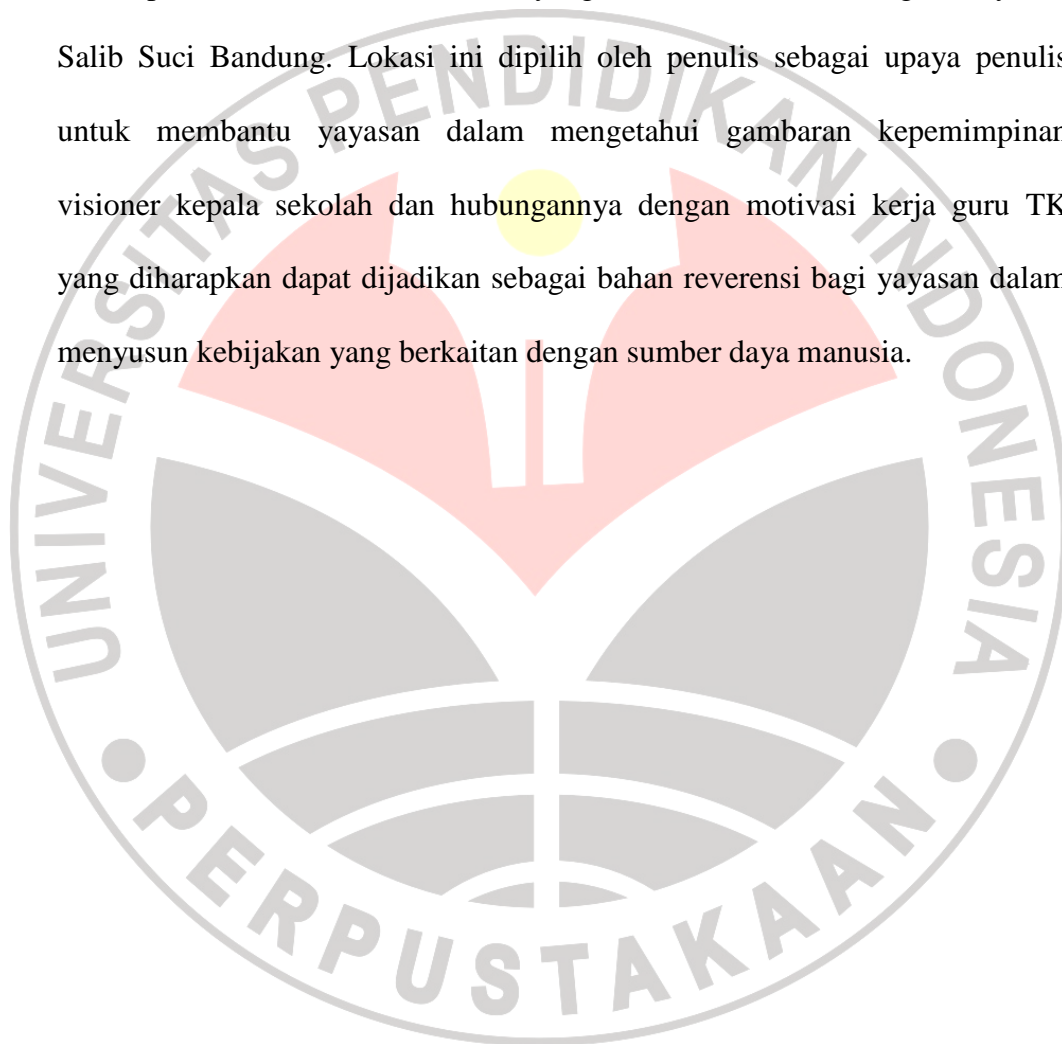 Salib Suci Bandung. Lokasi ini dipilih oleh penulis sebagai upaya penulis
untuk membantu yayasan dalam mengetahui gambaran kepemimpinan
visioner kepala sekolah dan hubungannya dengan motivasi kerja guru TK
yang diharapkan dapat dijadikan sebagai bahan reverensi bagi yayasan dalam
menyusun kebijakan yang berkaitan dengan sumber daya manusia.
UNIVERSITAS PENDIDIKAN INDONESIA
PERPUSTAKAAN